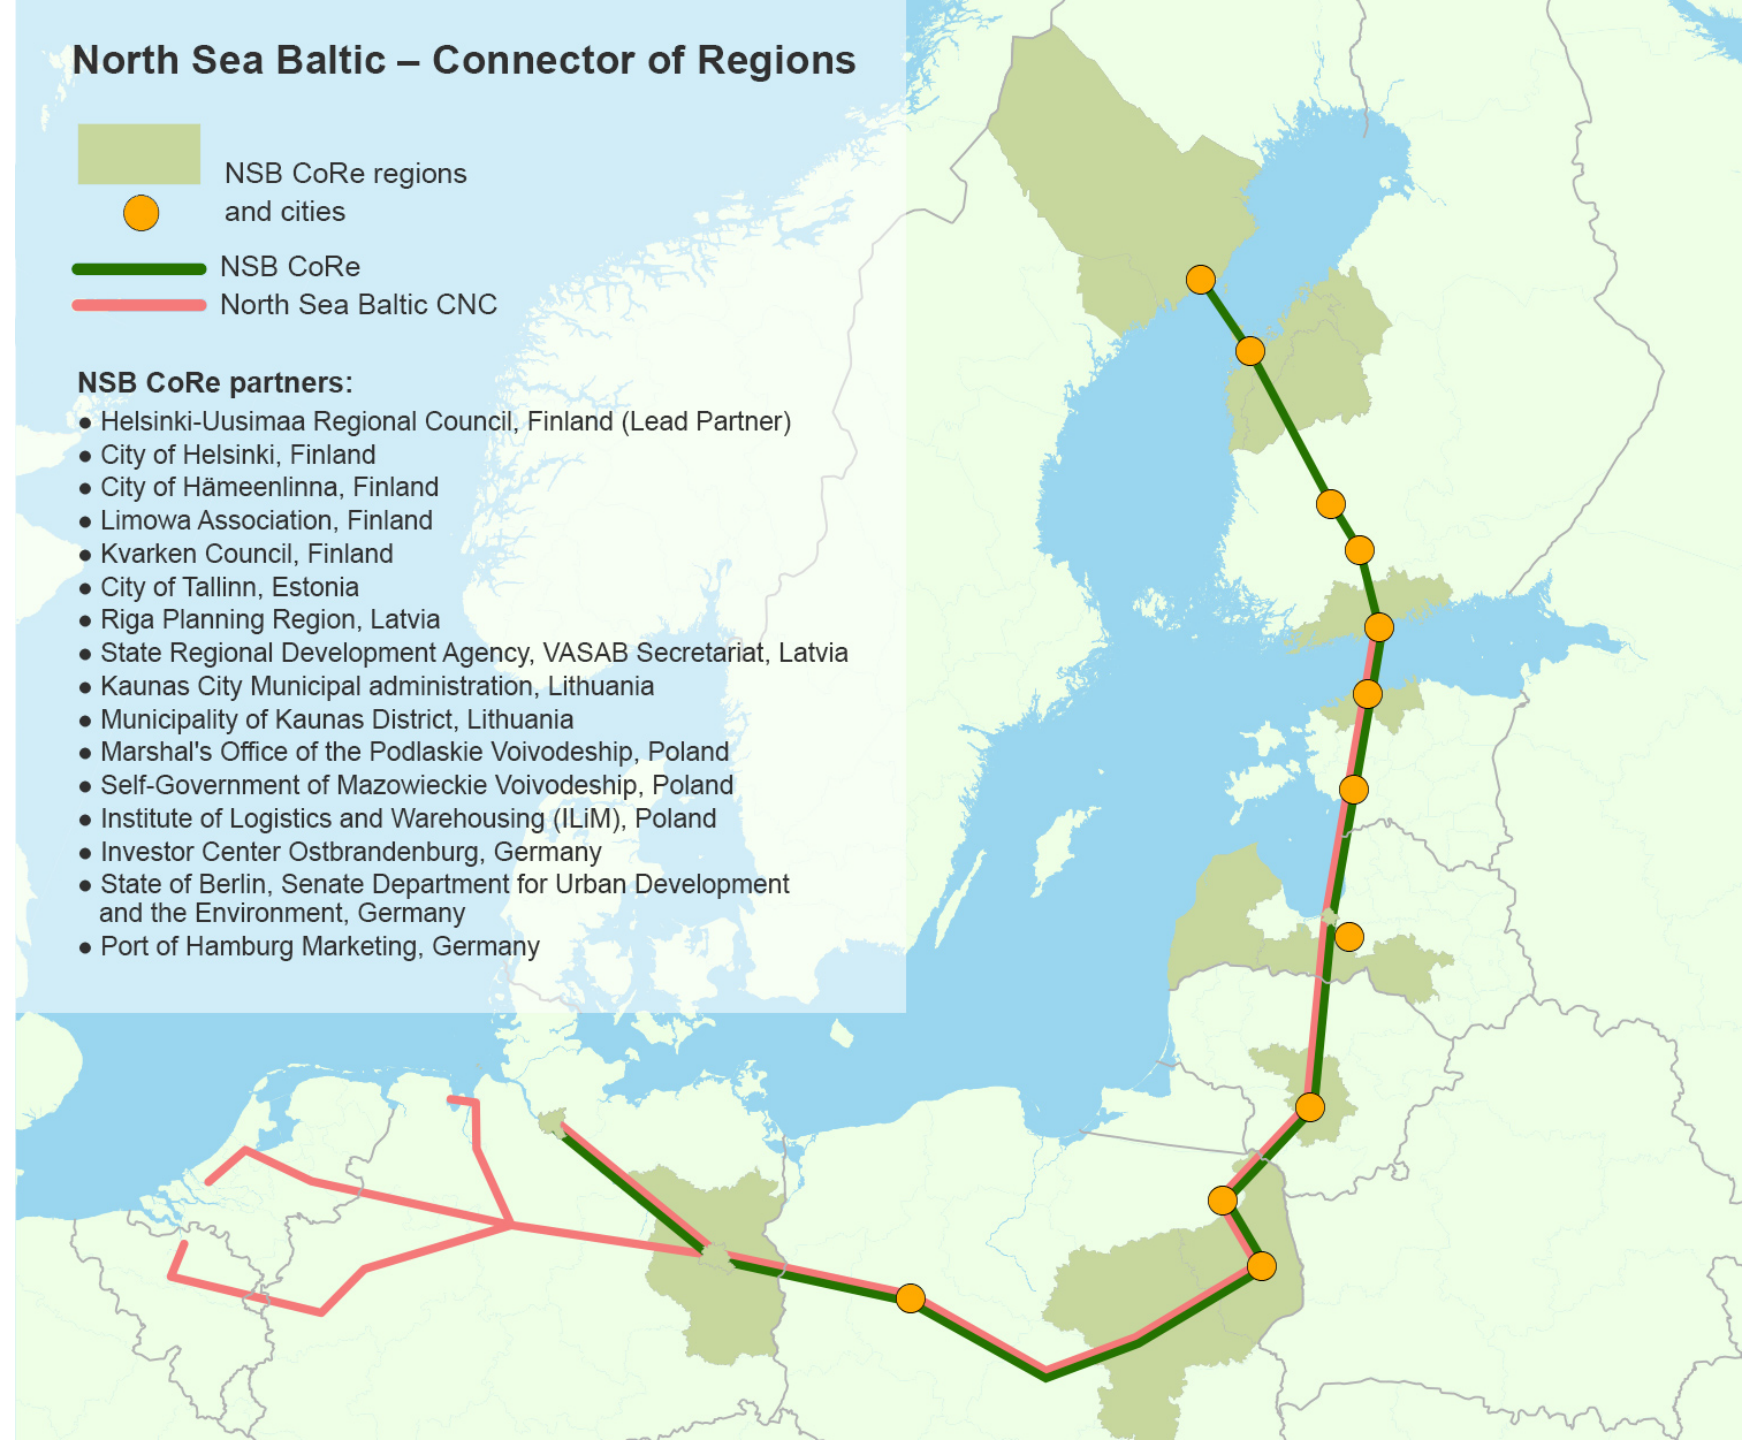 North Sea Baltic – Connector of Regions
NSB CoRe regions
and cities
NSB CoRe
North Sea Baltic CNC
NSB CoRe partners:
● Helsinki-Uusimaa Regional Council, Finland (Lead Partner)
● City of Helsinki, Finland
● City of Hämeenlinna, Finland
● Limowa Association, Finland
● Kvarken Council, Finland
● City of Tallinn, Estonia
● Riga Planning Region, Latvia
● State Regional Development Agency, VASAB Secretariat, Latvia
● Kaunas City Municipal administration, Lithuania
● Municipality of Kaunas District, Lithuania
● Marshal's Office of the Podlaskie Voivodeship, Poland
● Self-Government of Mazowieckie Voivodeship, Poland
● Institute of Logistics and Warehousing (ILiM), Poland
● Investor Center Ostbrandenburg, Germany
● State of Berlin, Senate Department for Urban Development
and the Environment, Germany
● Port of Hamburg Marketing, Germany